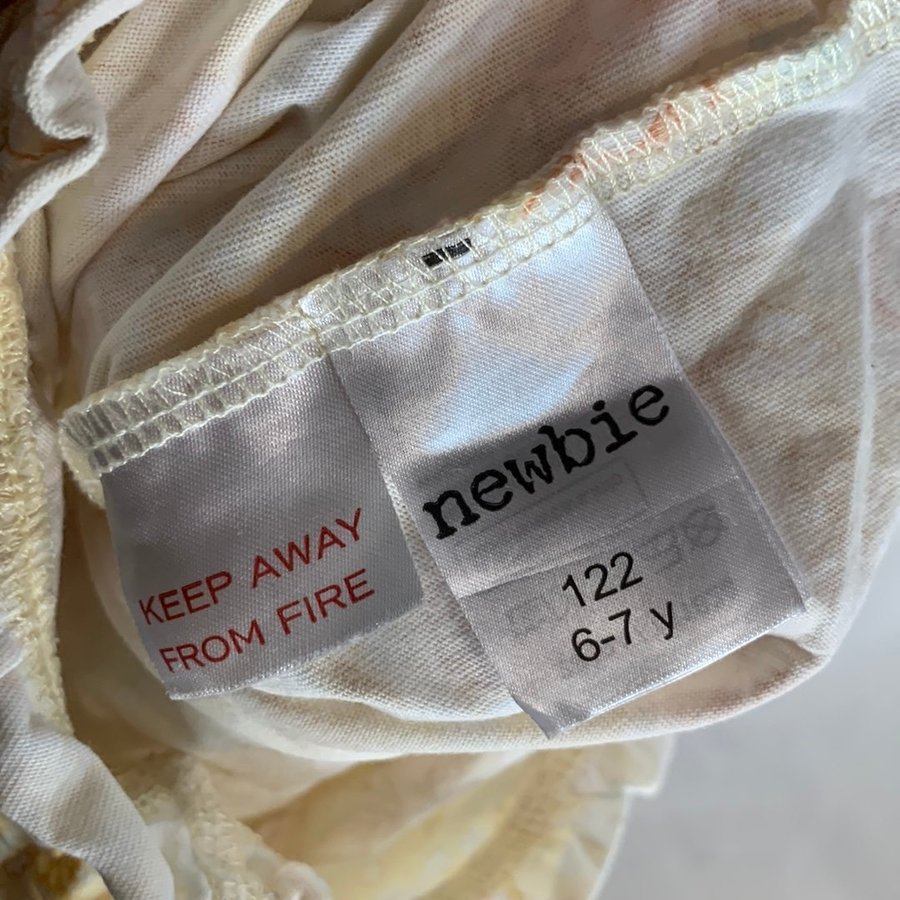 KEEP AWAY
FROM FIRE
newbie
122
6-7 y